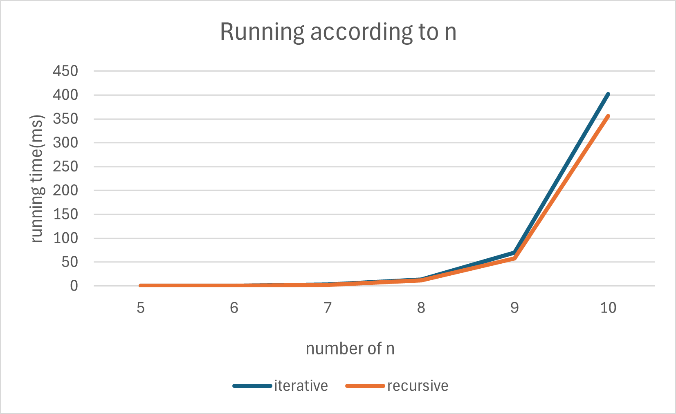 Running according to n
running time(ms)
450
400
350
300
250
200
150
100
50
0
5 6 7 8 9 10
number of n
iterative recursive